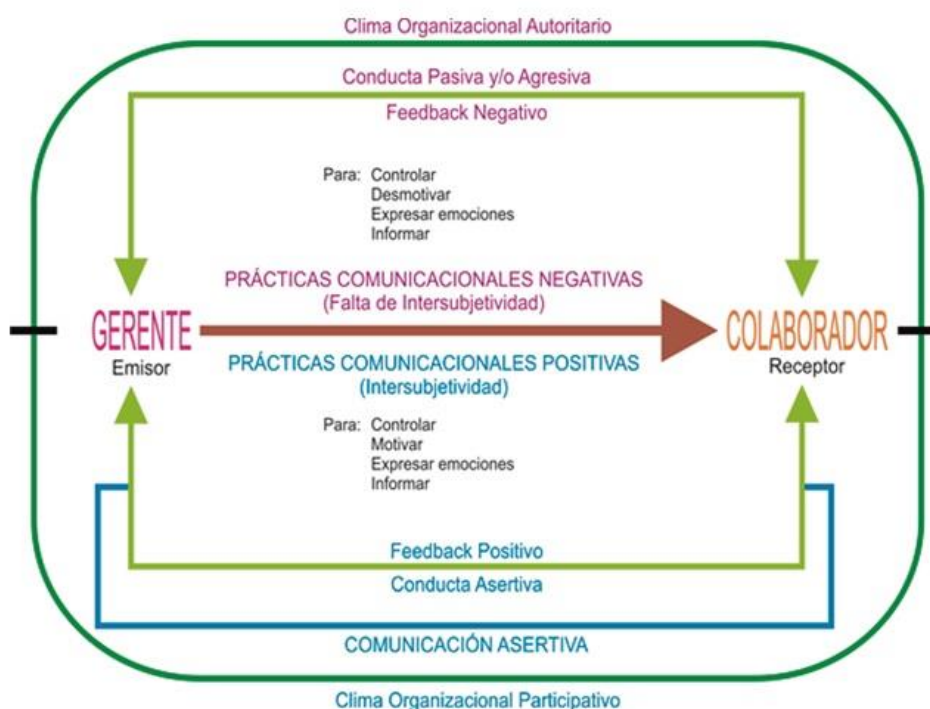 Clima Organizacional Autoritario
Conducta Pasiva y/o Agresiva
Feedback Negativo
Para: Controlar
Desmotivar
Expresar emociones
Informar
PRÁCTICAS COMUNICACIONALES NEGATIVAS
(Falta de Intersubjetividad)
GERENTE
Emisor
COLABORADOR
Receptor
PRÁCTICAS COMUNICACIONALES POSITIVAS
(Intersubjetividad)
Para: Controlar
Motivar
Expresar emociones
Informar
Feedback Positivo
Conducta Asertiva
COMUNICACIÓN ASERTIVA
Clima Organizacional Participativo